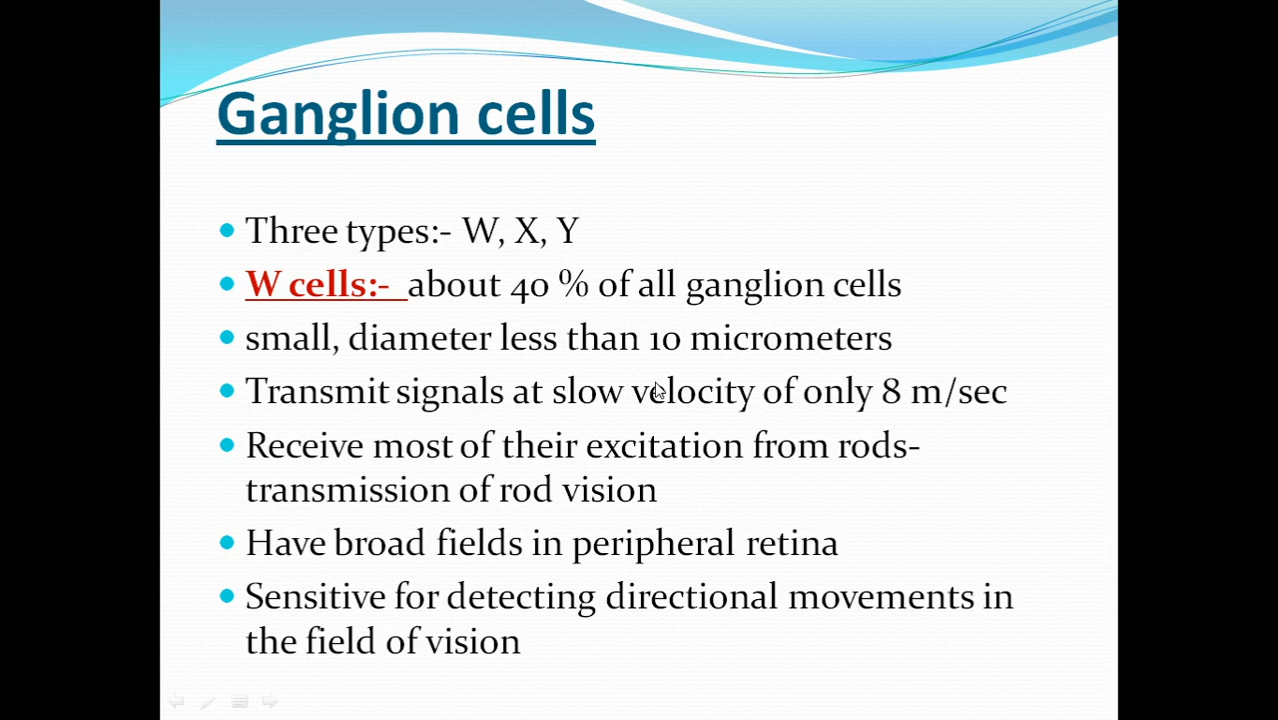 Ganglion cells
Three types:- W, X, Y
W cells:- about 40 % of all ganglion cells
small, diameter less than 10 micrometers
Transmit signals at slow velocity of only 8 m/sec
Receive most of their excitation from rods-
transmission of rod vision
Have broad fields in peripheral retina
Sensitive for detecting directional movements in
the field of vision